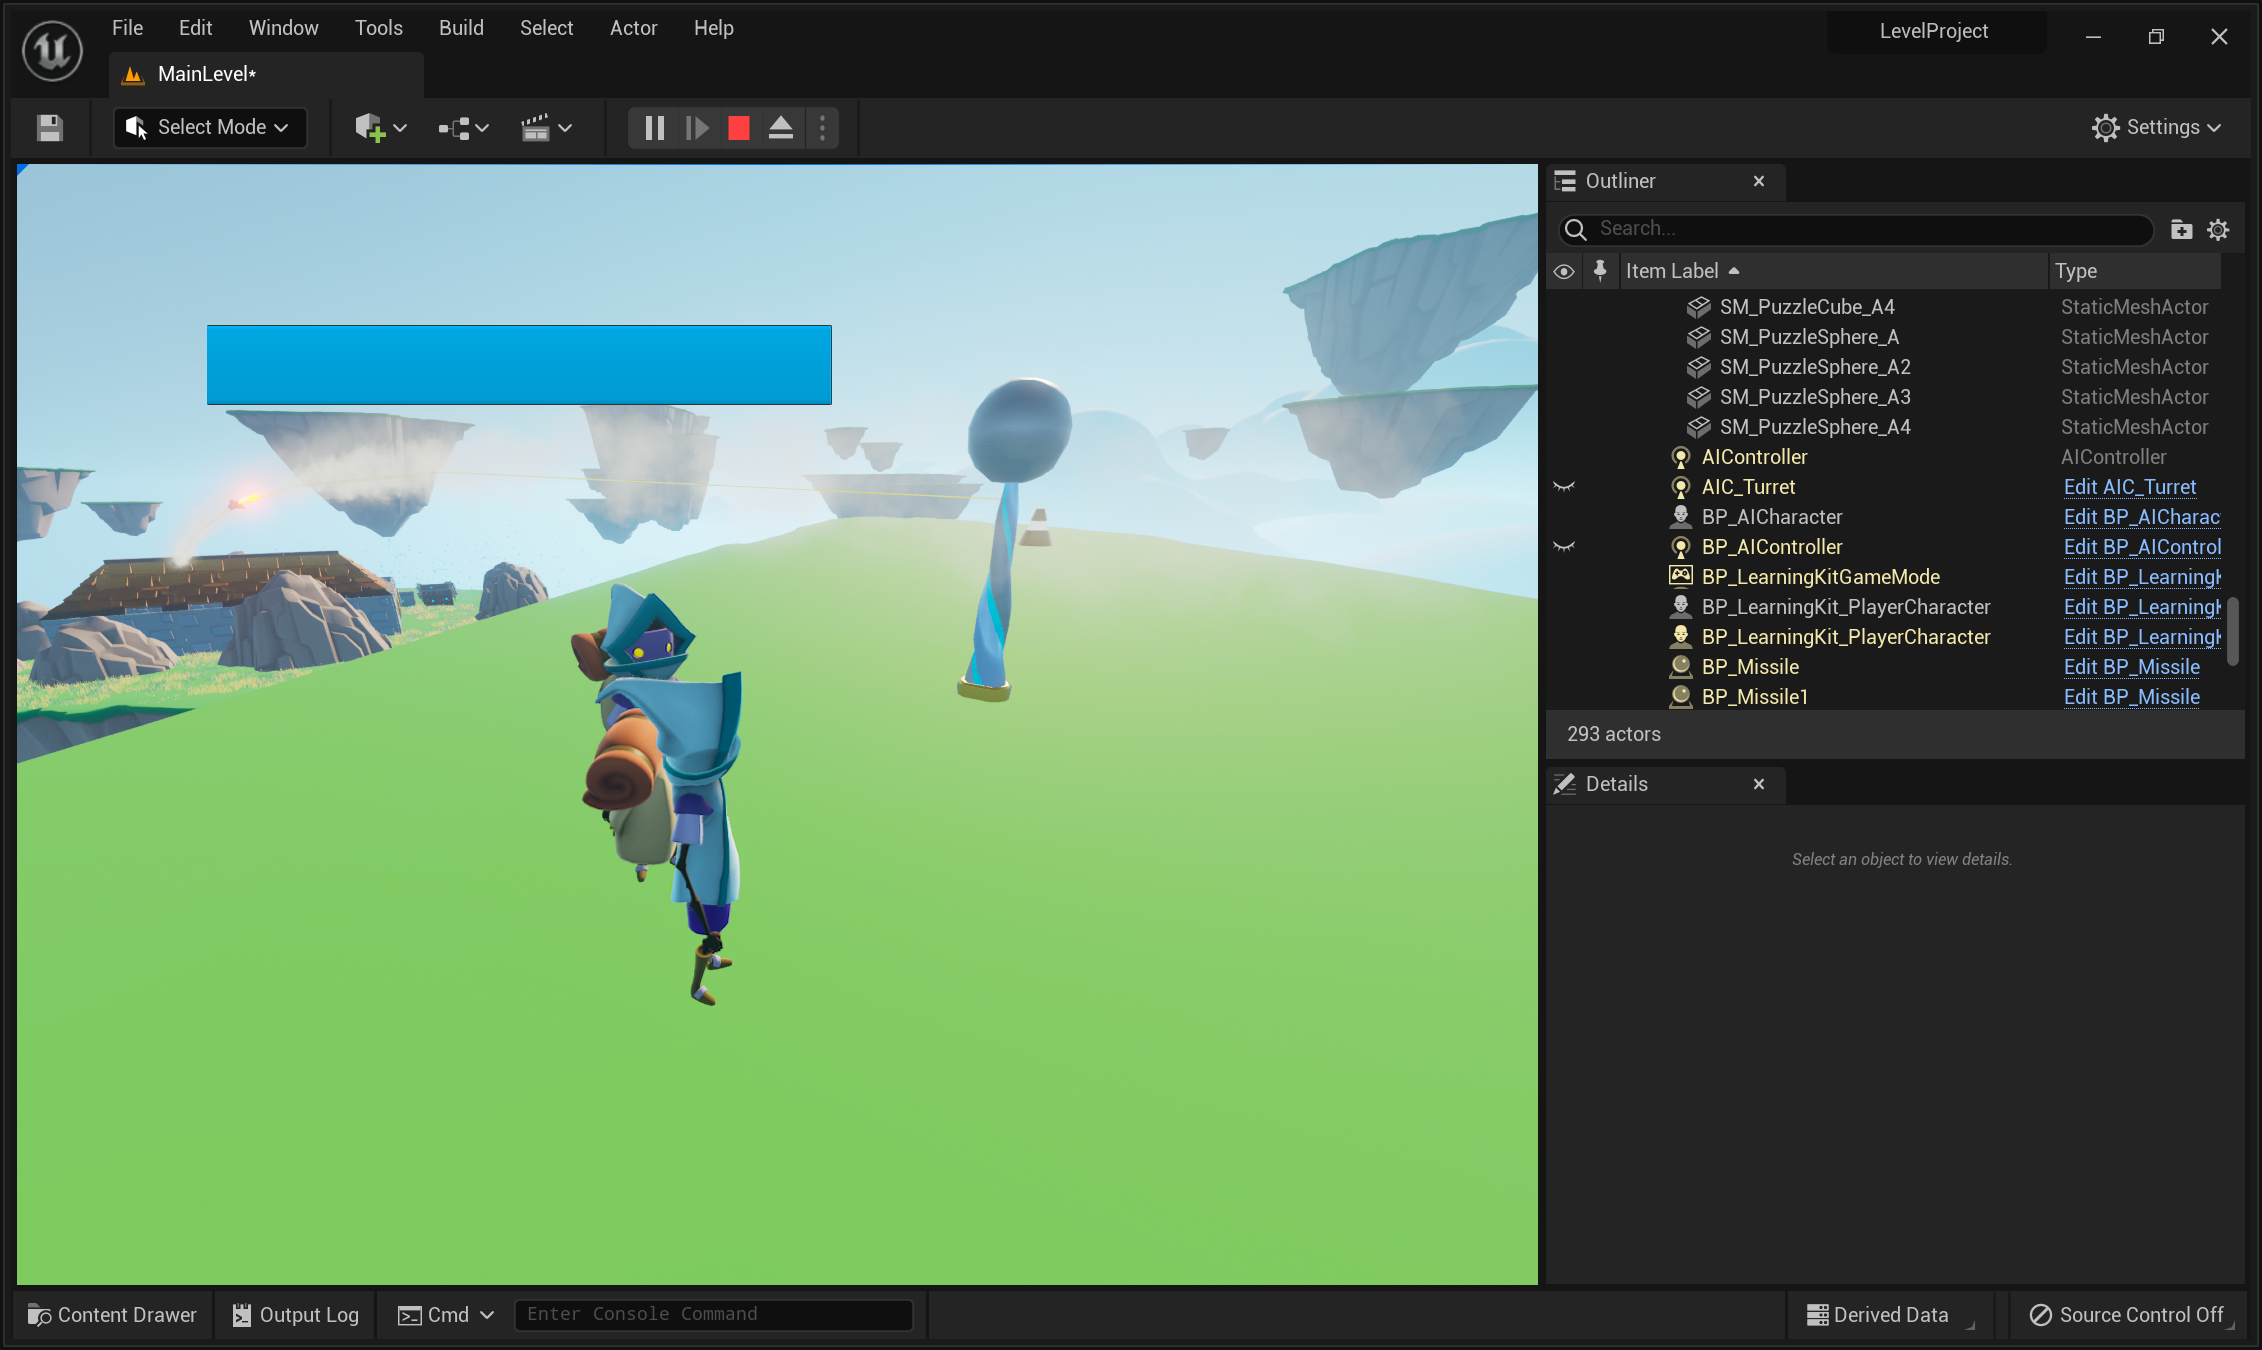 File Edit Window Tools Build Select Actor Help
LevelProject
MainLevel*
Select Mode
Settings
Outliner
Search...
Item Label Type
SM_PuzzleCube_A4 StaticMeshActor
SM_PuzzleSphere_A StaticMeshActor
SM_PuzzleSphere_A2 StaticMeshActor
SM_PuzzleSphere_A3 StaticMeshActor
SM_PuzzleSphere_A4 StaticMeshActor
AIController AIController
AIC_Turret Edit AIC_Turret
BP_AICharacter Edit BP_AICharac
BP_AIController Edit BP_AIControl
BP_LearningKitGameMode Edit BP_Learningk
BP_LearningKit_PlayerCharacter Edit BP_Learningk
BP_LearningKit_PlayerCharacter Edit BP_Learningk
BP_Missile Edit BP_Missile
BP_Missile1 Edit BP_Missile
293 actors
Details
Select an object to view details.
Content Drawer Output Log Cmd Enter Console Command Derived Data Source Control Off